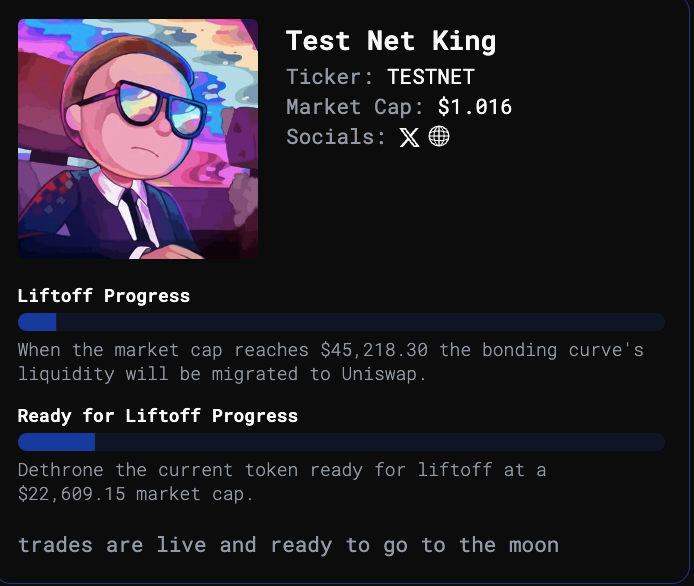 Test Net King
Ticker: TESTNET
Market Cap: $1.016
Socials:
Liftoff Progress
When the market cap reaches $45,218.30 the bonding curve's
liquidity will be migrated to Uniswap.
Ready for Liftoff Progress
Dethrone the current token ready for liftoff at a
$22,609.15 market cap.
trades are live and ready to go to the moon